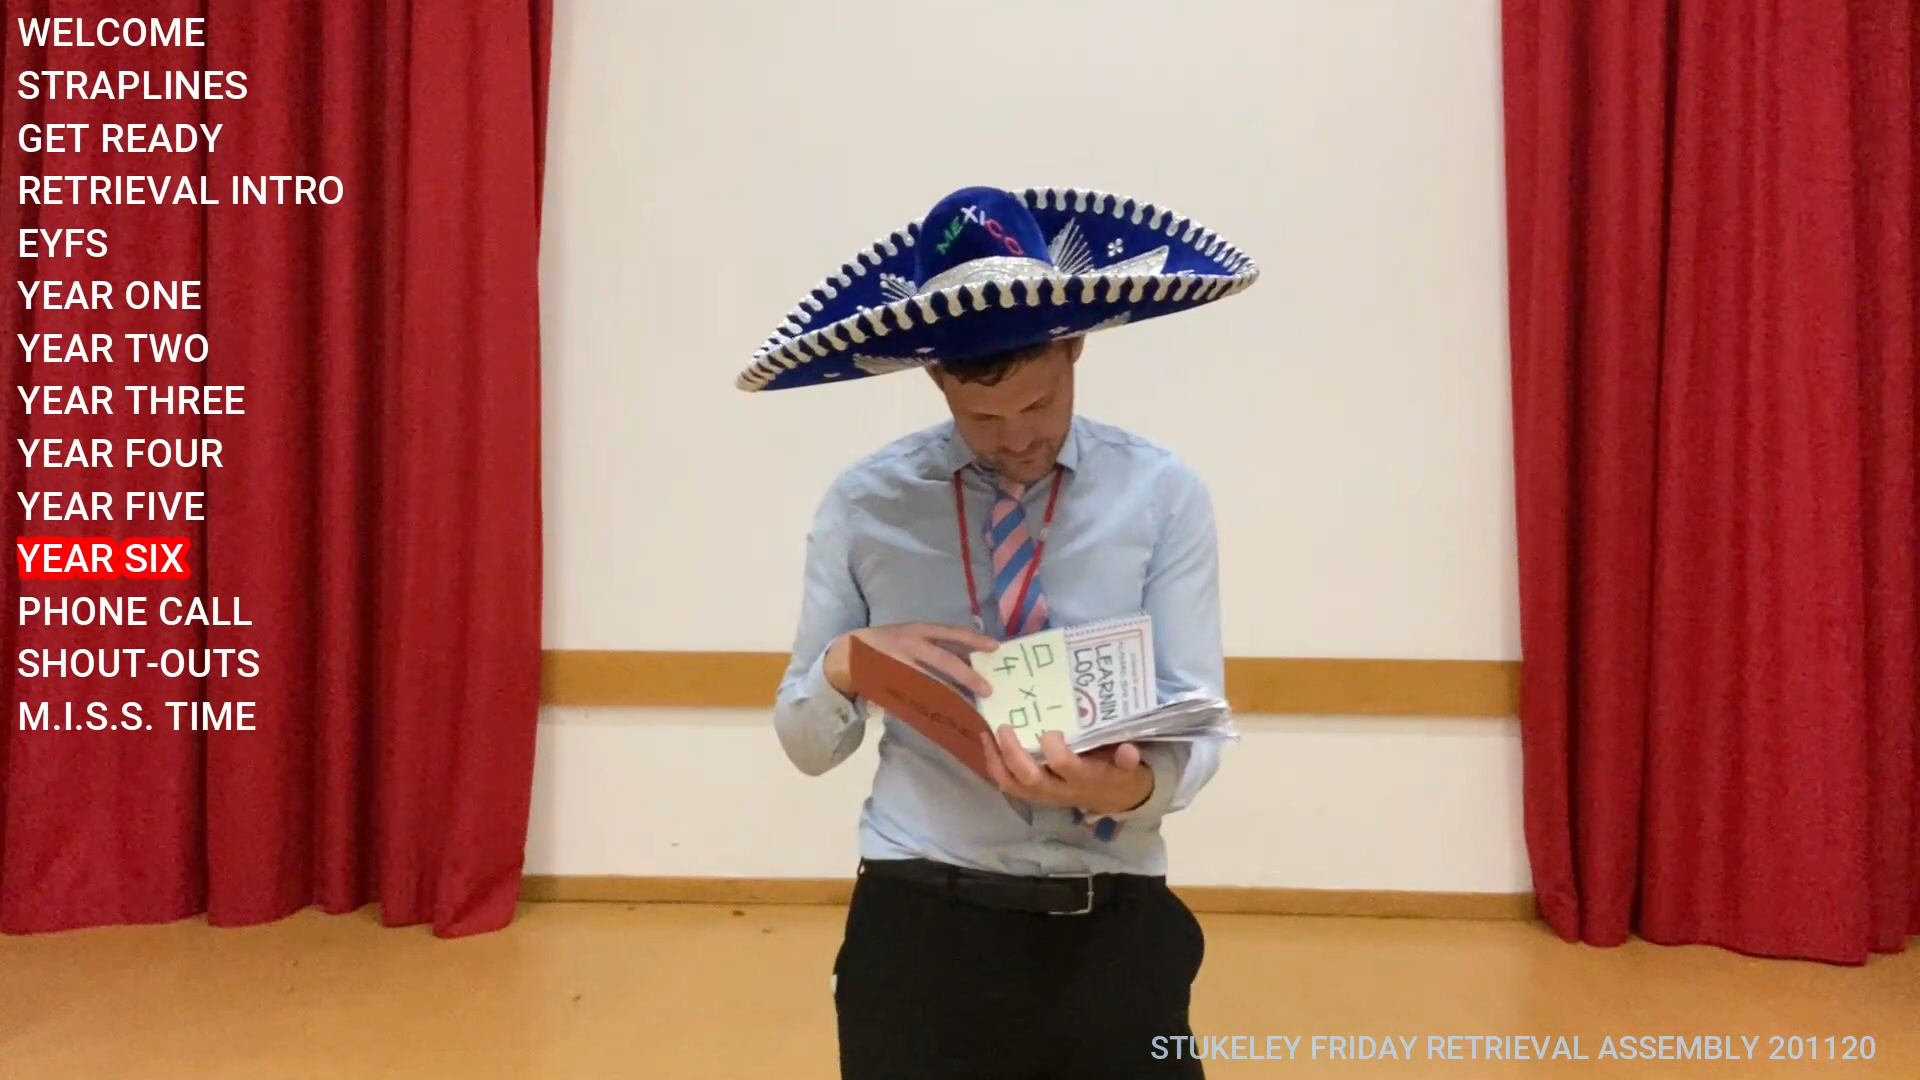 WELCOME
STRAPLINES
GET READY
RETRIEVAL INTRO
EYFS
YEAR ONE
YEAR TWO
YEAR THREE
YEAR FOUR
YEAR FIVE
YEAR SIX
PHONE CALL
SHOUT-OUTS
M.I.S.S. TIME
MEXICO
LEARNIN
LOG
STUKELEY FRIDAY RETRIEVAL ASSEMBLY 201120